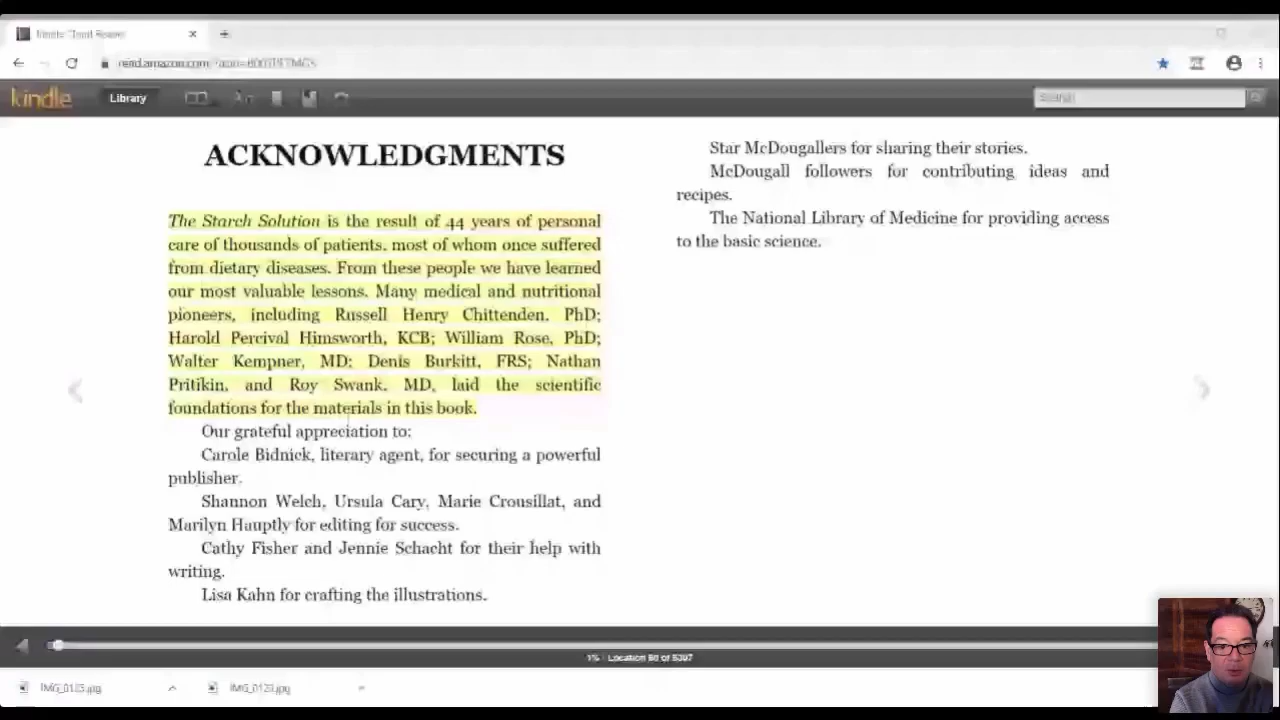 Kindle Cloud Reader
kindle
Library
Search
ACKNOWLEDGMENTS
The Starch Solution is the result of 44 years of personal
care of thousands of patients, most of whom once suffered
from dietary diseases. From these people we have learned
our most valuable lessons. Many medical and nutritional
pioneers, including Russell Henry Chittenden, PhD;
Harold Percival Himsworth, KCB; William Rose, PhD;
Walter Kempner, MD; Denis Burkitt, FRS; Nathan
Pritikin, and Roy Swank, MD, laid the scientific
foundations for the materials in this book.
Our grateful appreciation to:
Carole Bidnick, literary agent, for securing a powerful
publisher.
Shannon Welch, Ursula Cary, Marie Crousillat, and
Marilyn Hauptly for editing for success.
Cathy Fisher and Jennie Schacht for their help with
writing.
Lisa Kahn for crafting the illustrations.
Star McDougallers for sharing their stories.
McDougall followers for contributing ideas and
recipes.
The National Library of Medicine for providing access
to the basic science.